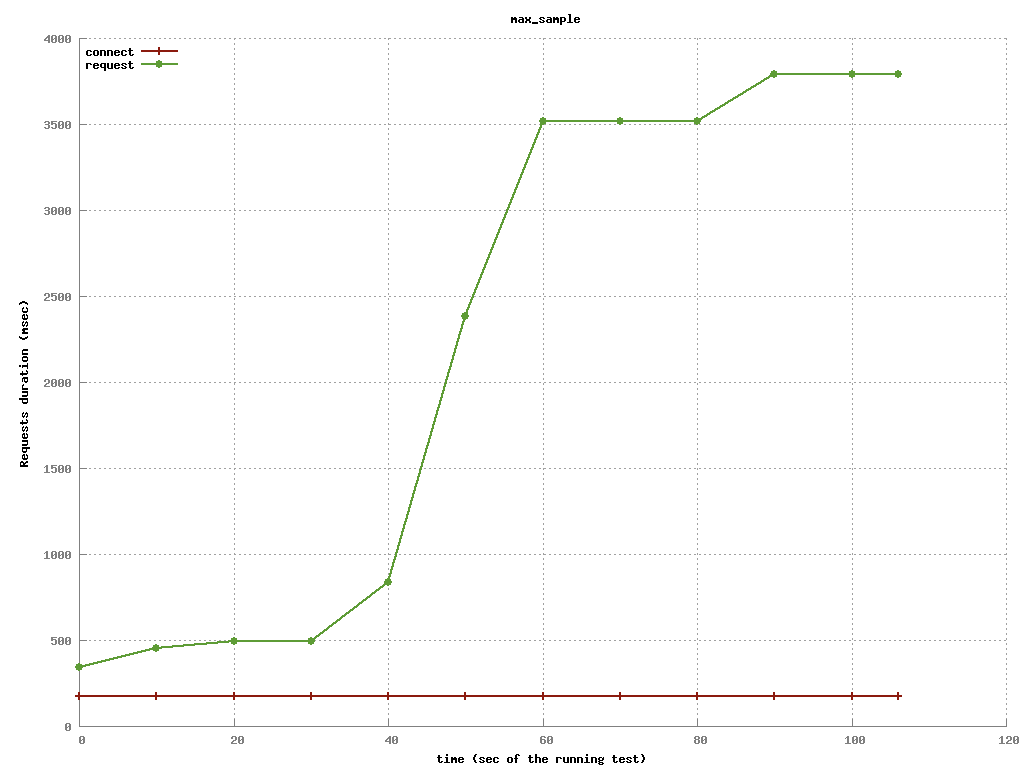 max_sample
connect
request
4000
3500
3000
2500
2000
1500
1000
500
0
Requests duration (msec)
0 20 40 60 80 100 120
time (sec of the running test)